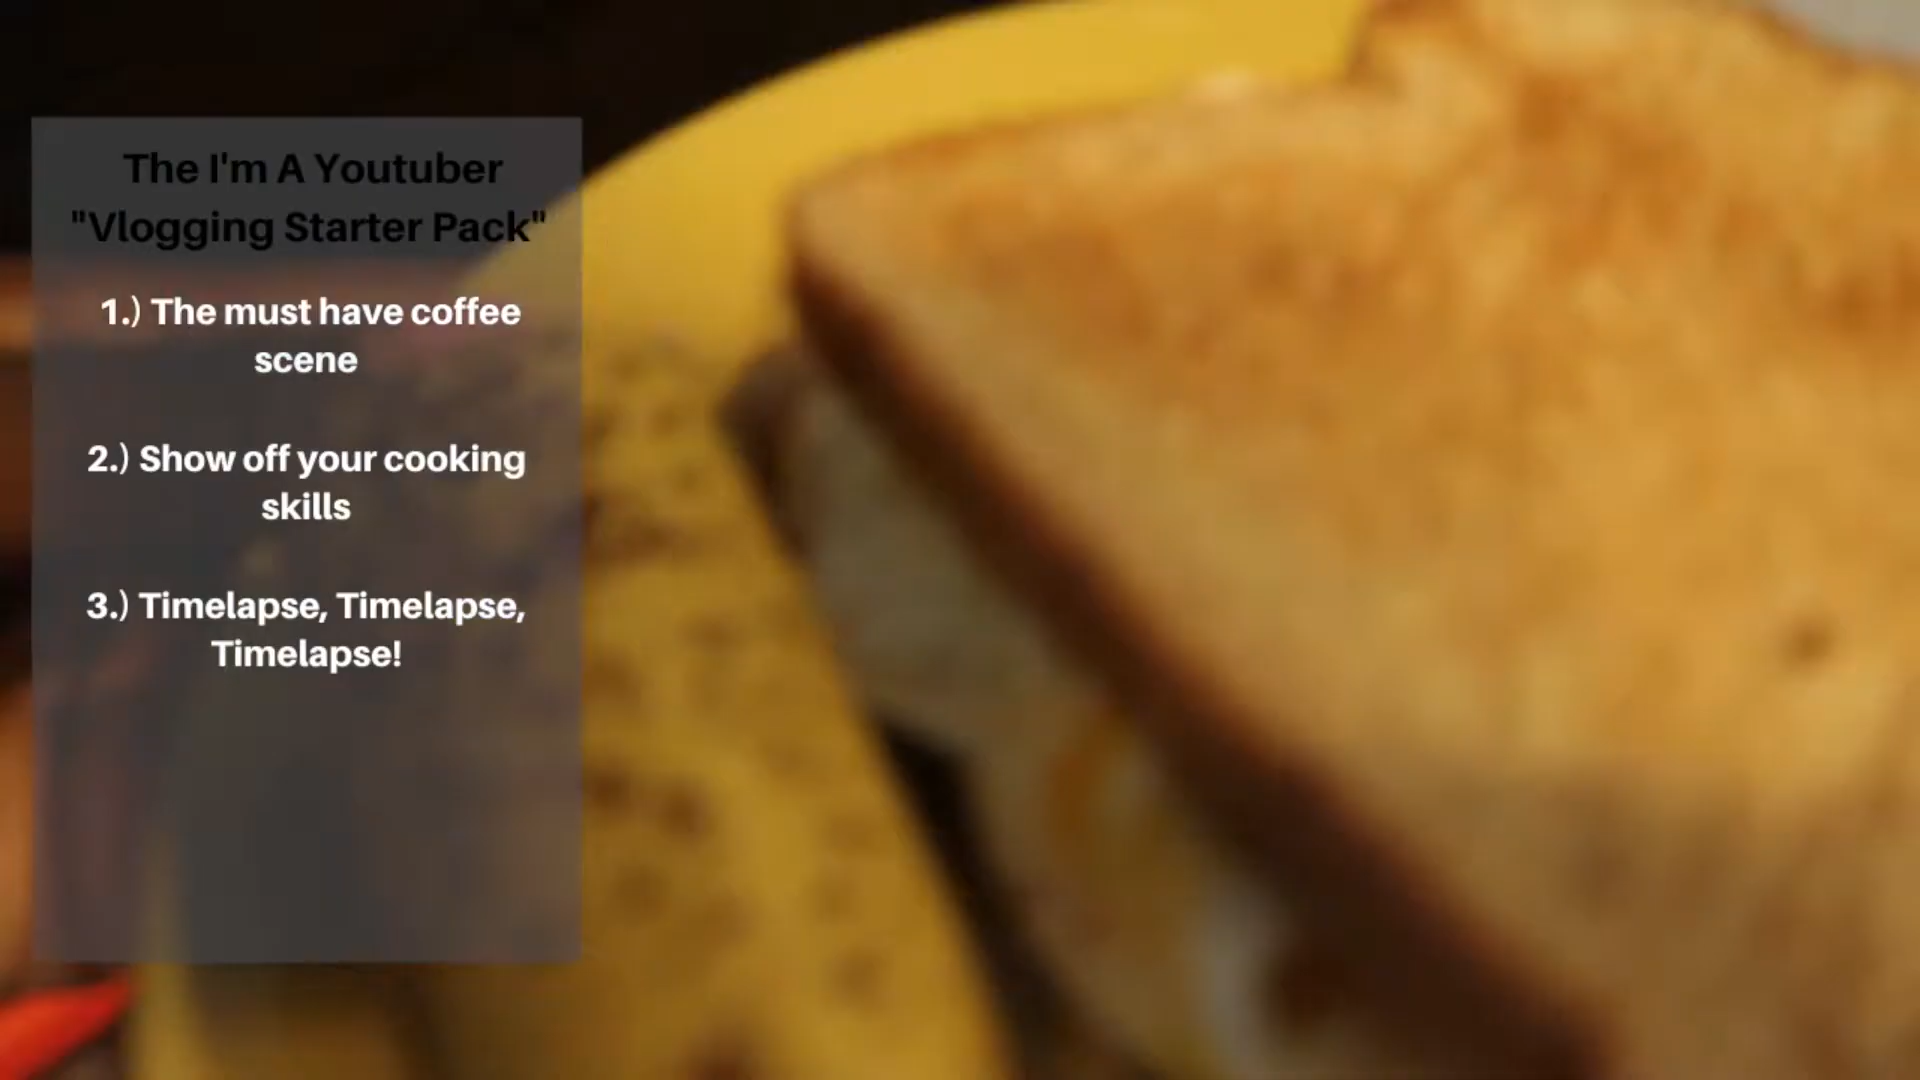 The I'm A Youtuber
"Vlogging Starter Pack"
1.) The must have coffee
scene
2.) Show off your cooking
skills
3.) Timelapse, Timelapse,
Timelapse!